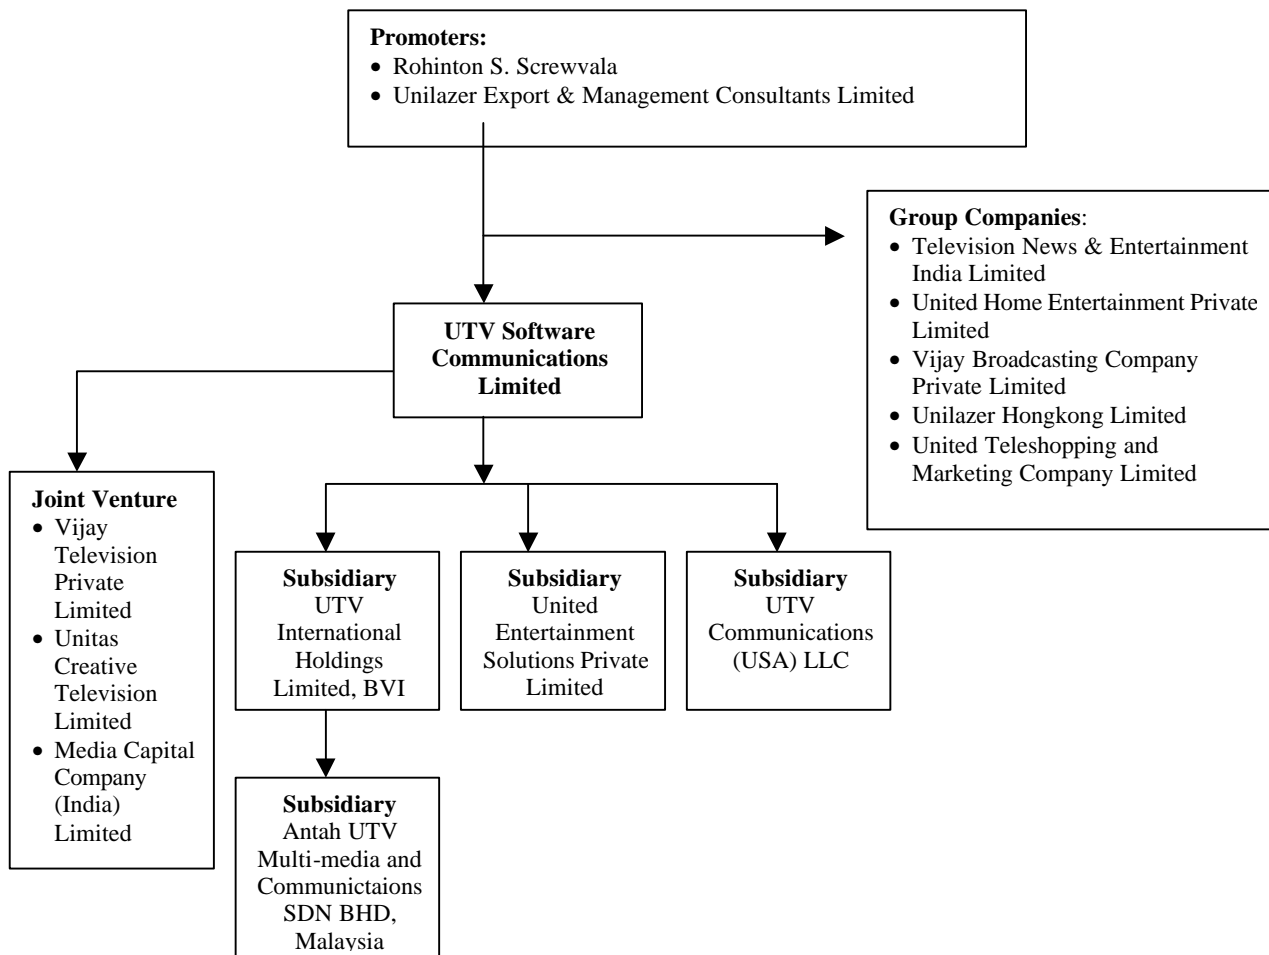 Promoters:
• Rohinton S. Screwvala
• Unilazer Export & Management Consultants Limited
Group Companies:
• Television News & Entertainment
India Limited
• United Home Entertainment Private
Limited
• Vijay Broadcasting Company
Private Limited
• Unilazer Hongkong Limited
• United Teleshopping and
Marketing Company Limited
UTV Software
Communications
Limited
Joint Venture
• Vijay
Television
Private
Limited
• Unitas
Creative
Television
Limited
• Media Capital
Company
(India)
Limited
Subsidiary
UTV
International
Holdings
Limited, BVI
Subsidiary
United
Entertainment
Solutions Private
Limited
Subsidiary
UTV
Communications
(USA) LLC
Subsidiary
Antah UTV
Multi-media and
Communictaions
SDN BHD,
Malaysia